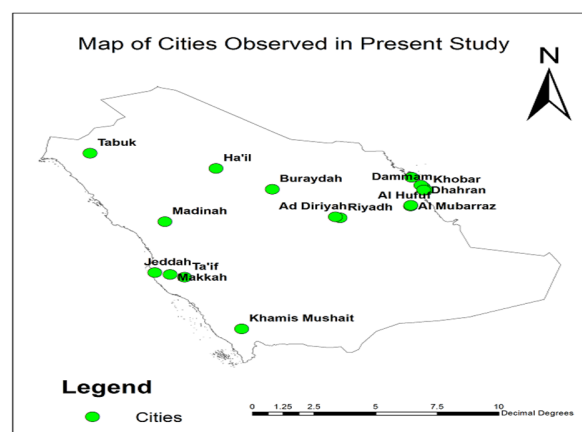 Map of Cities Observed in Present Study
N
Tabuk
Ha'il
Buraydah
Dammam
Khobar
Dhahran
Al Hufuf
Al Mubarraz
Ad Diriyah
Riyadh
Madinah
Jeddah
Ta'if
Makkah
Khamis Mushait
Legend
Cities
0 1.25 2.5 5 7.5 10
Decimal Degrees